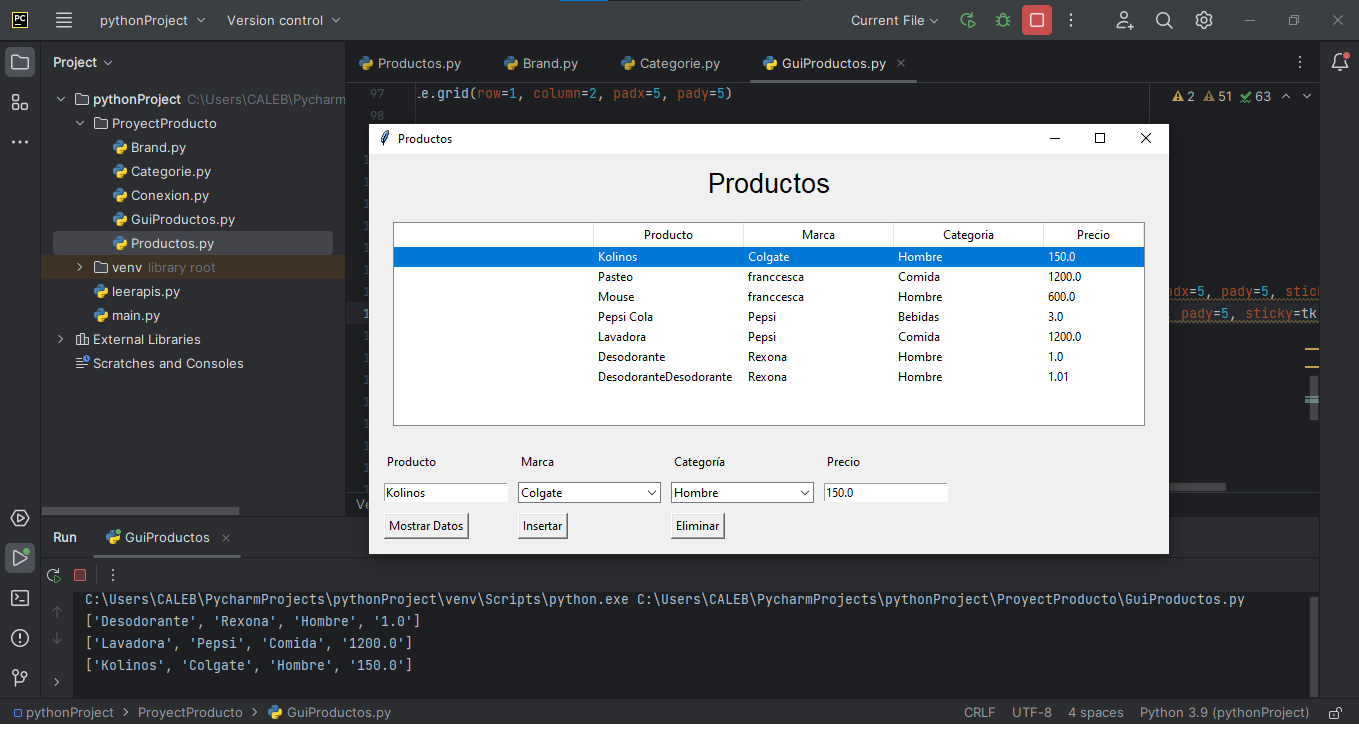 PC pythonProject Version control Current File
Project
Productos.py Brand.py Categorie.py GuiProductos.py
pythonProject C:\Users\CALEB\Pycharm
ProyectProducto
Brand.py
Categorie.py
Conexion.py
GuiProductos.py
Productos.py
venv library root
leerapis.py
main.py
External Libraries
Scratches and Consoles
97 .e.grid(row=1, column=2, padx=5, pady=5)
98
2 51 63
adx=5, pady=5, stic
pady=5, sticky=tk
Productos
Productos
Producto Marca Categoria Precio
Kolinos Colgate Hombre 150.0
Pasteo franccesca Comida 1200.0
Mouse franccesca Hombre 600.0
Pepsi Cola Pepsi Bebidas 3.0
Lavadora Pepsi Comida 1200.0
Desodorante Rexona Hombre 1.0
DesodoranteDesodorante Rexona Hombre 1.01
Producto Marca Categoría Precio
Kolinos Colgate Hombre 150.0
Mostrar Datos Insertar Eliminar
Run GuiProductos
C:\Users\CALEB\PycharmProjects\pythonProject\venv\Scripts\python.exe C:\Users\CALEB\PycharmProjects\pythonProject\ProyectProducto\GuiProductos.py
['Desodorante', 'Rexona', 'Hombre', '1.0']
['Lavadora', 'Pepsi', 'Comida', '1200.0']
['Kolinos', 'Colgate', 'Hombre', '150.0']
pythonProject > ProyectProducto > GuiProductos.py CRLF UTF-8 4 spaces Python 3.9 (pythonProject)